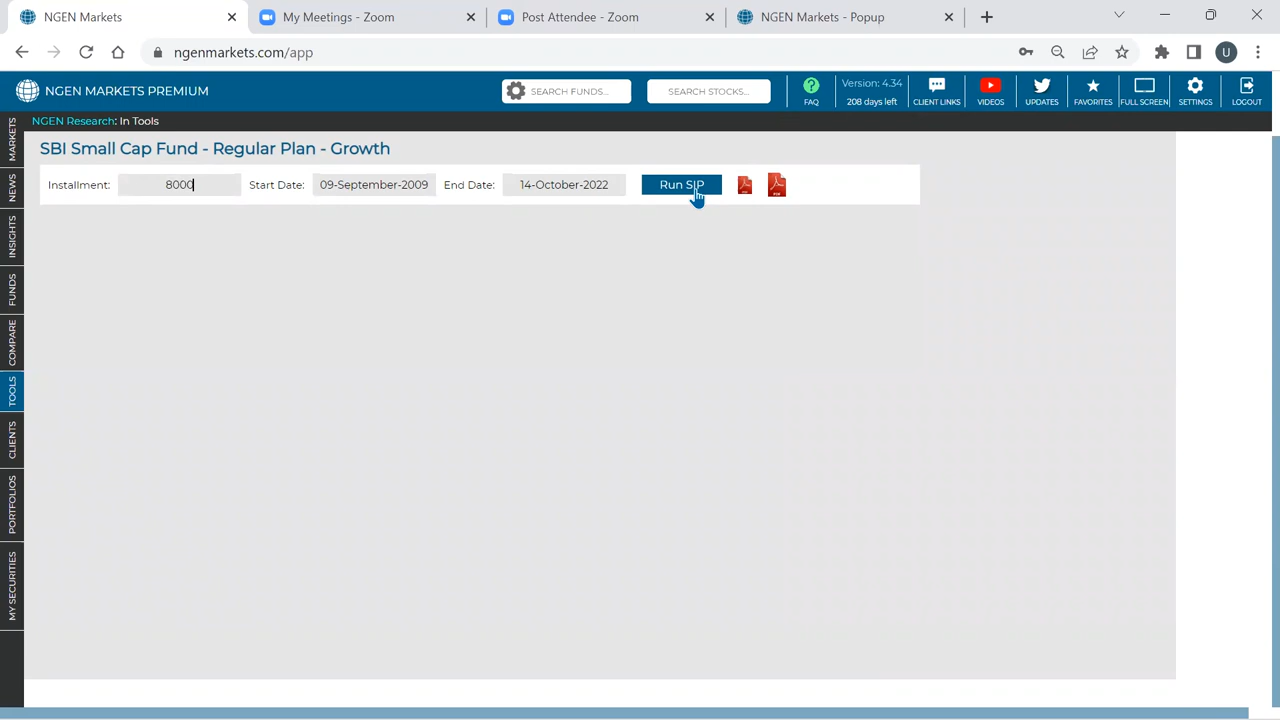 NGEN Markets
My Meetings - Zoom
Post Attendee - Zoom
NGEN Markets - Popup
ngenmarkets.com/app
U
NGEN MARKETS PREMIUM
SEARCH FUNDS...
SEARCH STOCKS...
FAQ
Version: 4.34
208 days left
CLIENT LINKS
VIDEOS
UPDATES
FAVORITES
FULL SCREEN
SETTINGS
LOGOUT
NGEN Research: In Tools
MARKETS
NEWS
INSIGHTS
FUNDS
COMPARE
TOOLS
CLIENTS
PORTFOLIOS
MY SECURITIES
SBI Small Cap Fund - Regular Plan - Growth
Installment: 8000 Start Date: 09-September-2009 End Date: 14-October-2022 Run SIP
PDF
PDF